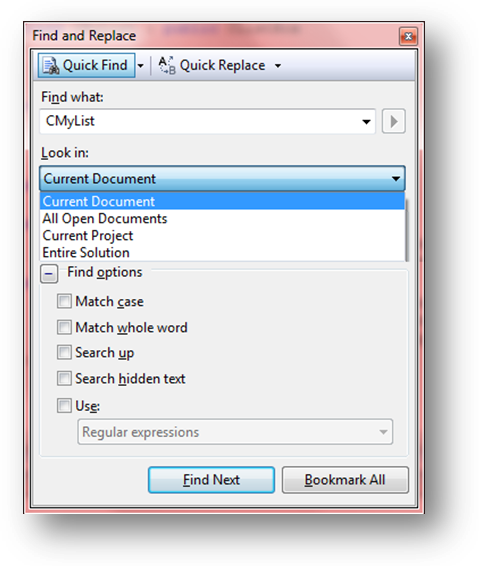 Find and Replace
Quick Find Quick Replace
Find what:
CMyList
Look in:
Current Document
Current Document
All Open Documents
Current Project
Entire Solution
Find options
Match case
Match whole word
Search up
Search hidden text
Use:
Regular expressions
Find Next Bookmark All